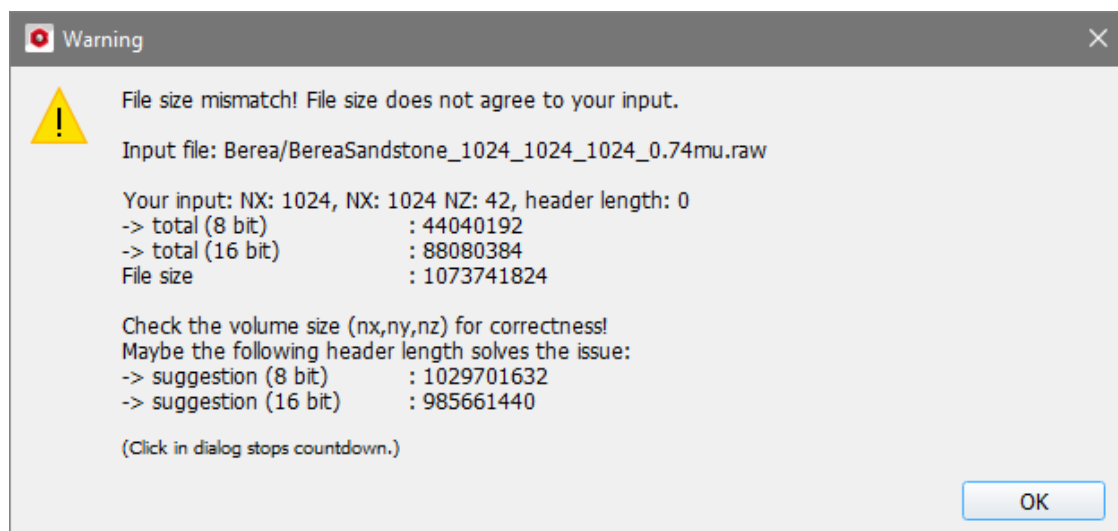 Warning
File size mismatch! File size does not agree to your input.
Input file: Berea/BereaSandstone_1024_1024_1024_0.74mu.raw
Your input: NX: 1024, NX: 1024 NZ: 42, header length: 0
-> total (8 bit) : 44040192
-> total (16 bit) : 88080384
File size : 1073741824
Check the volume size (nx,ny,nz) for correctness!
Maybe the following header length solves the issue:
-> suggestion (8 bit) : 1029701632
-> suggestion (16 bit) : 985661440
(Click in dialog stops countdown.)
OK